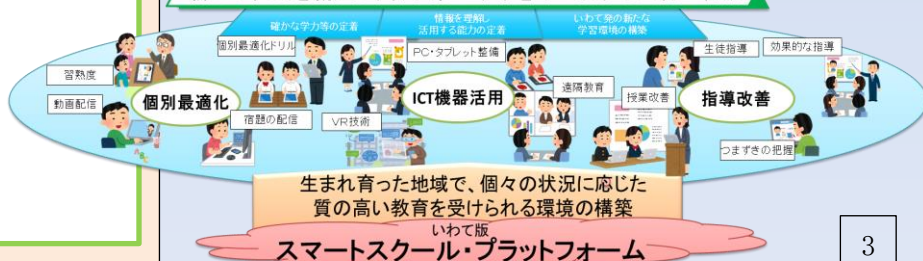 確かな学力等の定着
情報を理解し
活用する能力の定着
いわて発の新たな
学習環境の構築
個別最適化ドリル
PC・タブレット整備
生徒指導
効果的な指導
習熟度
遠隔教育
授業改善
動画配信
個別最適化
ICT機器活用
指導改善
宿題の配信
VR技術
つまずきの把握
生まれ育った地域で、個々の状況に応じた
質の高い教育を受けられる環境の構築
いわて版
スマートスクール・プラットフォーム
3